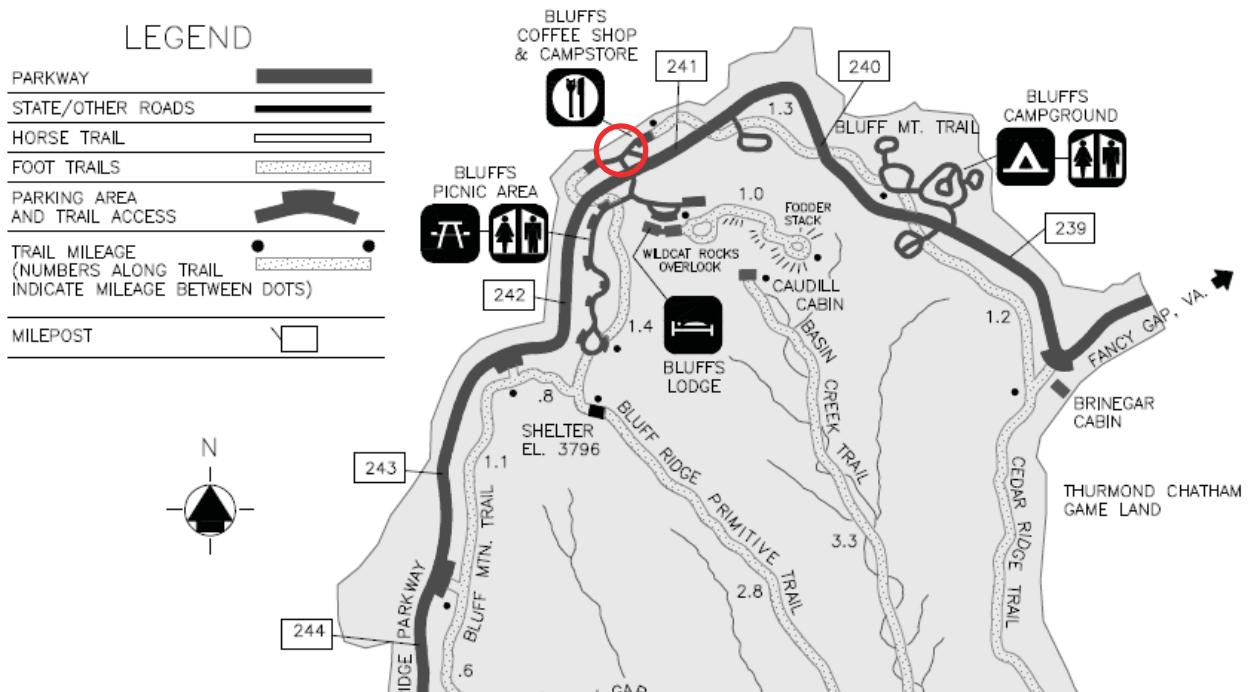 LEGEND
PARKWAY
STATE/OTHER ROADS
HORSE TRAIL
FOOT TRAILS
PARKING AREA
AND TRAIL ACCESS
TRAIL MILEAGE
(NUMBERS ALONG TRAIL
INDICATE MILEAGE BETWEEN DOTS)
MILEPOST
N
BLUFFS
COFFEE SHOP
& CAMPSTORE
241
240
1.3
BLUFF MT. TRAIL
BLUFFS
CAMPGROUND
BLUFFS
PICNIC AREA
1.0
FODDER
STACK
239
WILDCAT ROCKS
OVERLOOK
CAUDILL
CABIN
242
1.4
BLUFFS
LODGE
1.2
FANCY GAP, VA.
BRINEGAR
CABIN
.8
SHELTER
EL. 3796
BASIN CREEK TRAIL
BLUFF RIDGE PRIMITIVE TRAIL
243
1.1
BLUFF MTN. TRAIL
CEDAR RIDGE TRAIL
THURMOND CHATHAM
GAME LAND
3.3
2.8
244
IDGE PARKWAY
.6
GAP